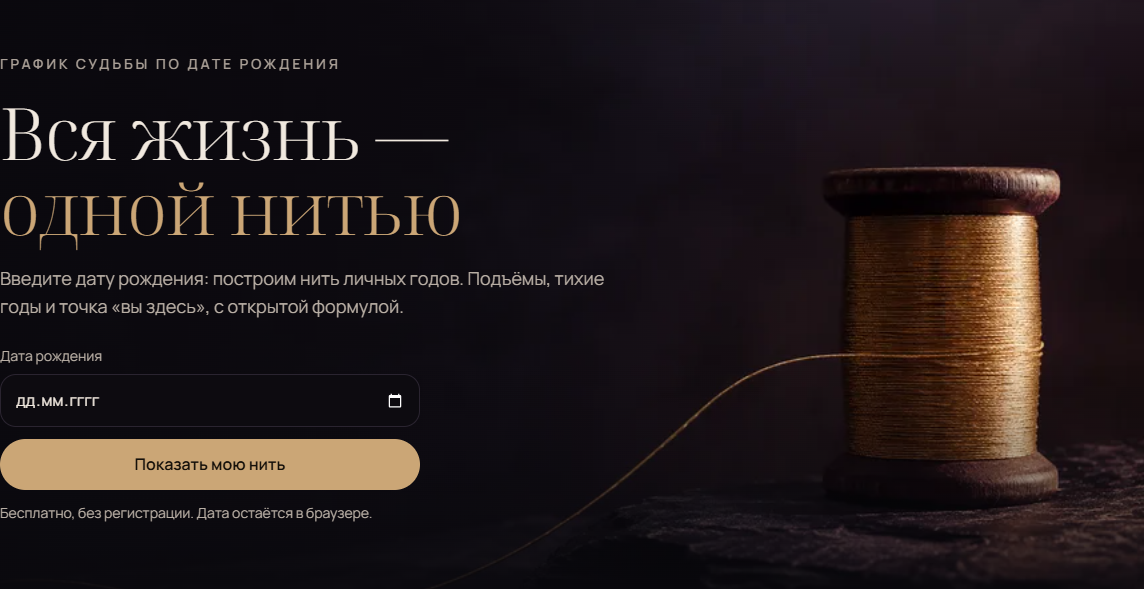 ГРАФИК СУДЬБЫ ПО ДАТЕ РОЖДЕНИЯ
Вся жизнь —
одной нитью
Введите дату рождения: построим нить личных годов. Подъёмы, тихие
годы и точка «вы здесь», с открытой формулой.
Дата рождения
ДД.ММ.ГГГГ
Показать мою нить
Бесплатно, без регистрации. Дата остаётся в браузере.